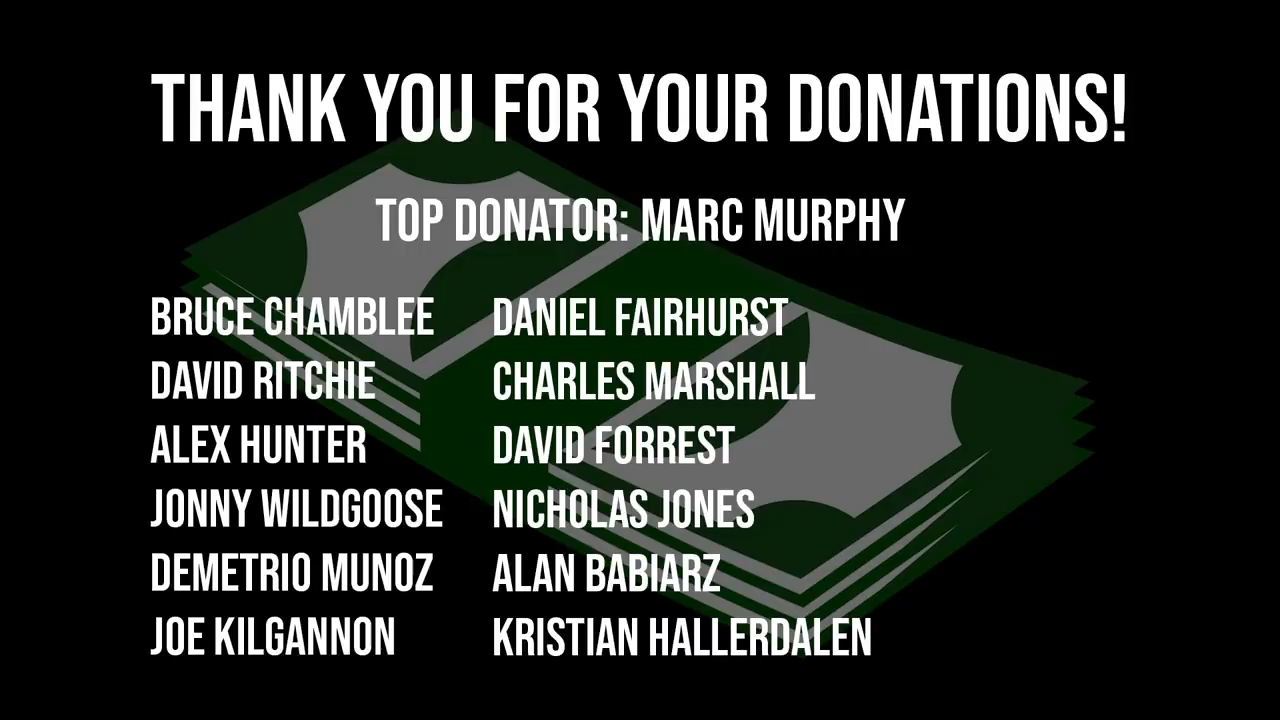 THANK YOU FOR YOUR DONATIONS!
TOP DONATOR: MARC MURPHY
BRUCE CHAMBLEE
DAVID RITCHIE
ALEX HUNTER
JONNY WILDGOOSE
DEMETRIO MUNOZ
JOE KILGANNON
DANIEL FAIRHURST
CHARLES MARSHALL
DAVID FORREST
NICHOLAS JONES
ALAN BABIARZ
KRISTIAN HALLERDALEN